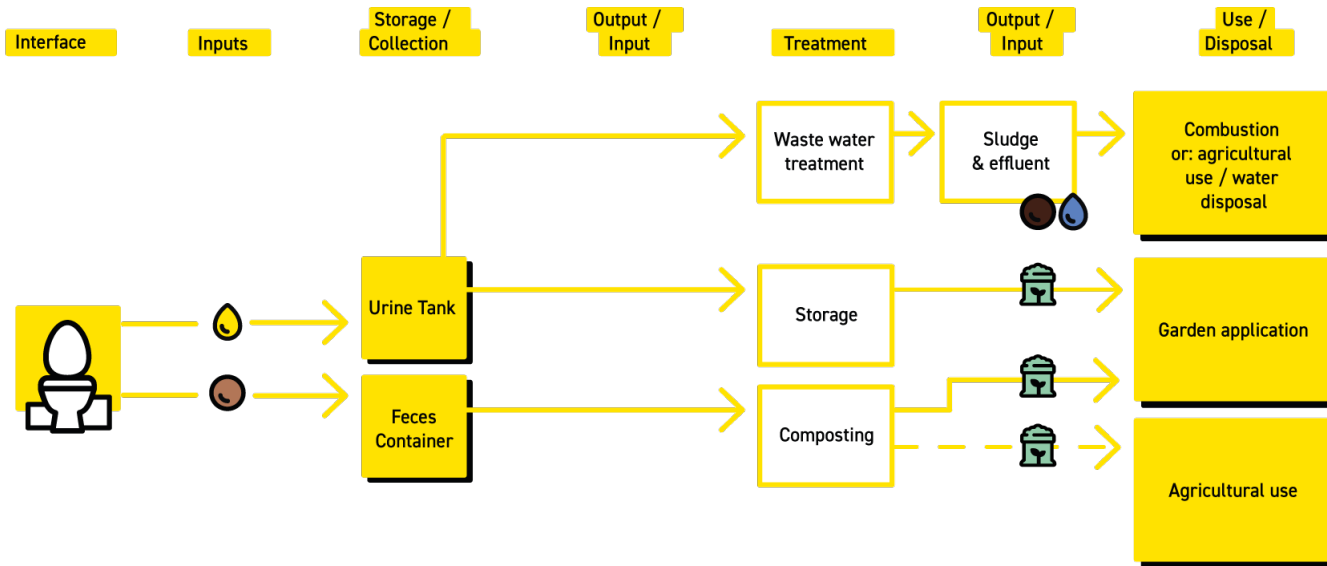 Interface
Inputs
Storage /
Collection
Output /
Input
Treatment
Output /
Input
Use /
Disposal
Waste water
treatment
Sludge
& effluent
Combustion
or: agricultural
use / water
disposal
Urine Tank
Storage
Garden application
Feces
Container
Composting
Agricultural use